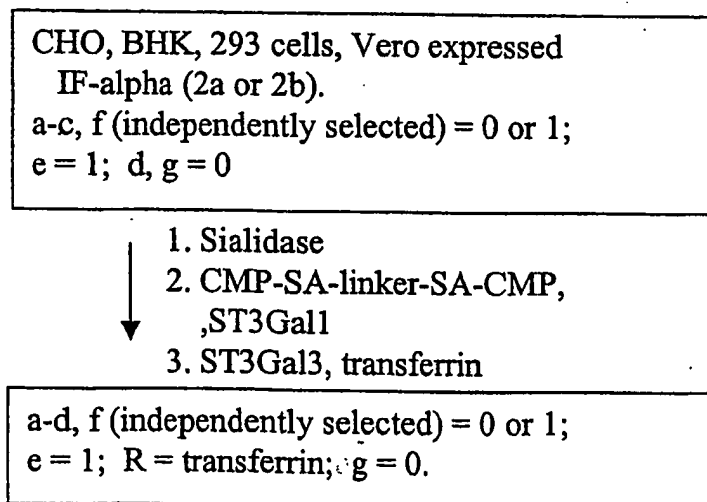 CHO, BHK, 293 cells, Vero expressed
IF-alpha (2a or 2b).
a-c, f (independently selected) = 0 or 1;
e = 1; d, g = 0
1. Sialidase
2. CMP-SA-linker-SA-CMP,
,ST3Gal1
3. ST3Gal3, transferrin
a-d, f (independently selected) = 0 or 1;
e = 1; R = transferrin; g = 0.